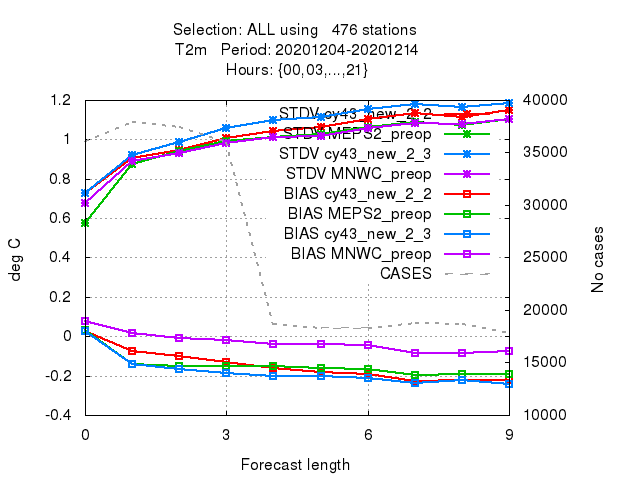 Selection: ALL using   476 stations
T2m   Period: 20201204-20201214
Hours: {00,03,...,21}
1.2
1
0.8
0.6
0.4
0.2
0
-0.2
-0.4
deg C
STDV cy43_new_2_2
STDV MEPS2_preop
STDV cy43_new_2_3
STDV MNWC_preop
BIAS cy43_new_2_2
BIAS MEPS2_preop
BIAS cy43_new_2_3
BIAS MNWC_preop
CASES
40000
35000
30000
25000
20000
15000
10000
No cases
0 3 6 9
Forecast length